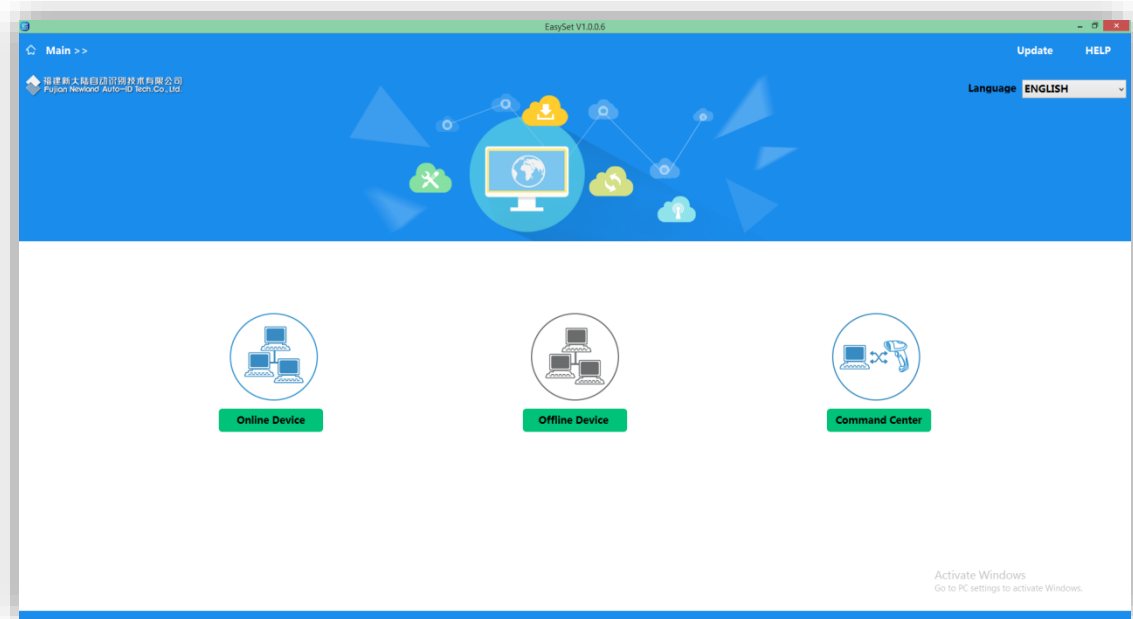 EasySet V1.0.0.6
Main >>
Update HELP
福建新大陆自动识别技术有限公司
Fujian Newland Auto-ID Tech.Co.,Ltd.
Language ENGLISH
Online Device
Offline Device
Command Center
Activate Windows
Go to PC settings to activate Windows.